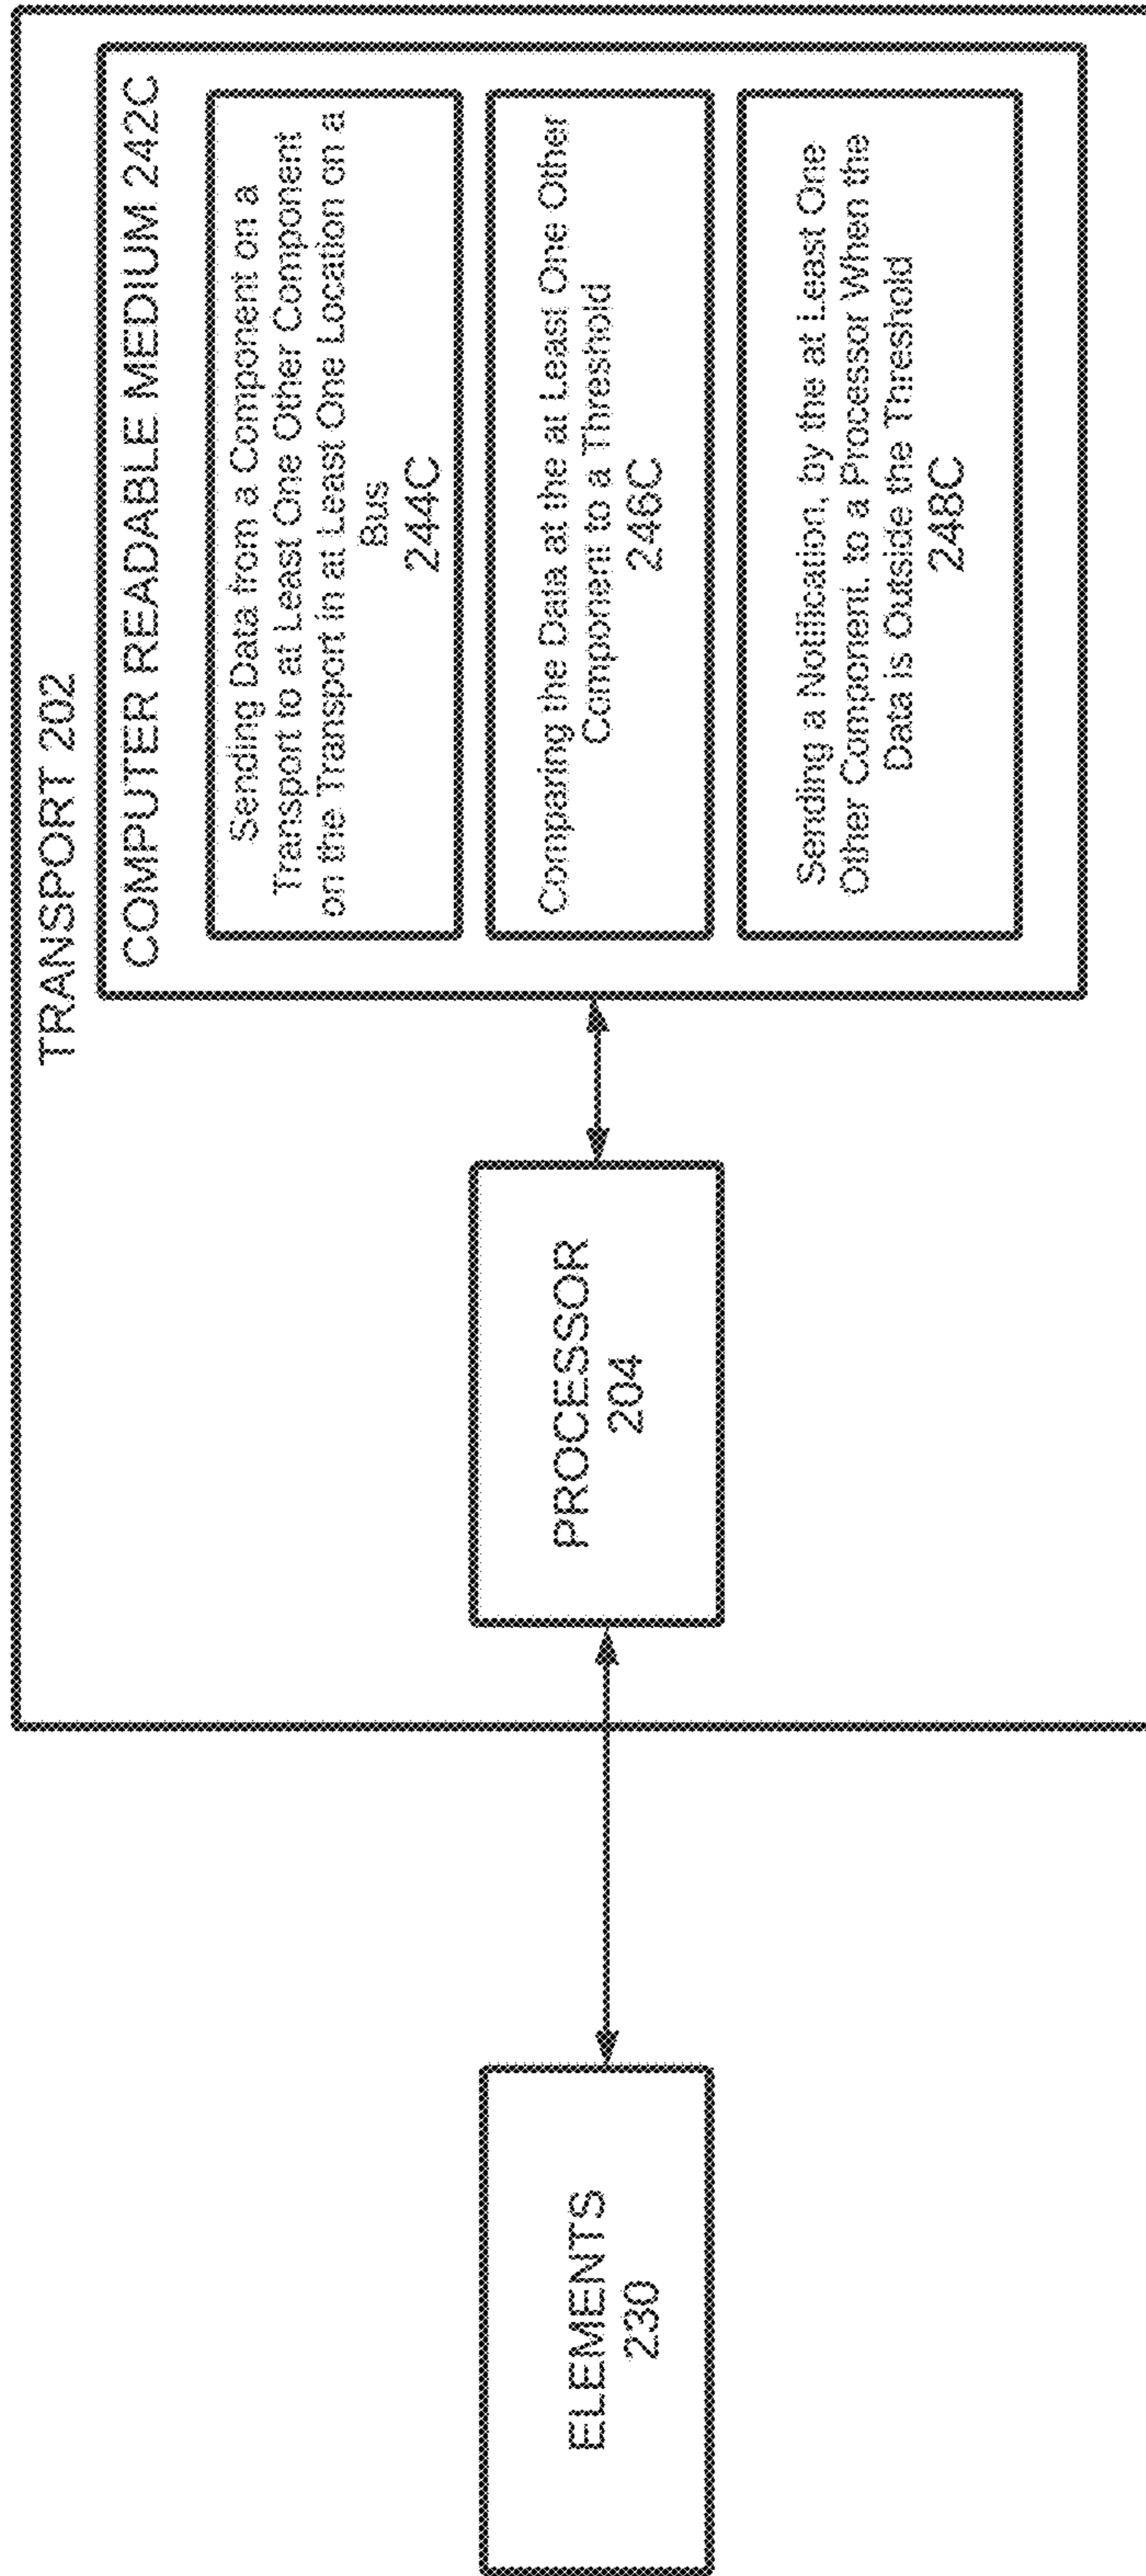 TRANSPORT 202
COMPUTER READABLE MEDIUM 242C
Sending Data from a Component on a
Transport to at Least One Other Component
on the Transport in at Least One Location on a
Bus
244C
Comparing the Data at the at Least One Other
Component to a Threshold
246C
Sending a Notification, by the at Least One
Other Component, to a Processor When the
Data is Outside the Threshold
248C
PROCESSOR
204
ELEMENTS
230